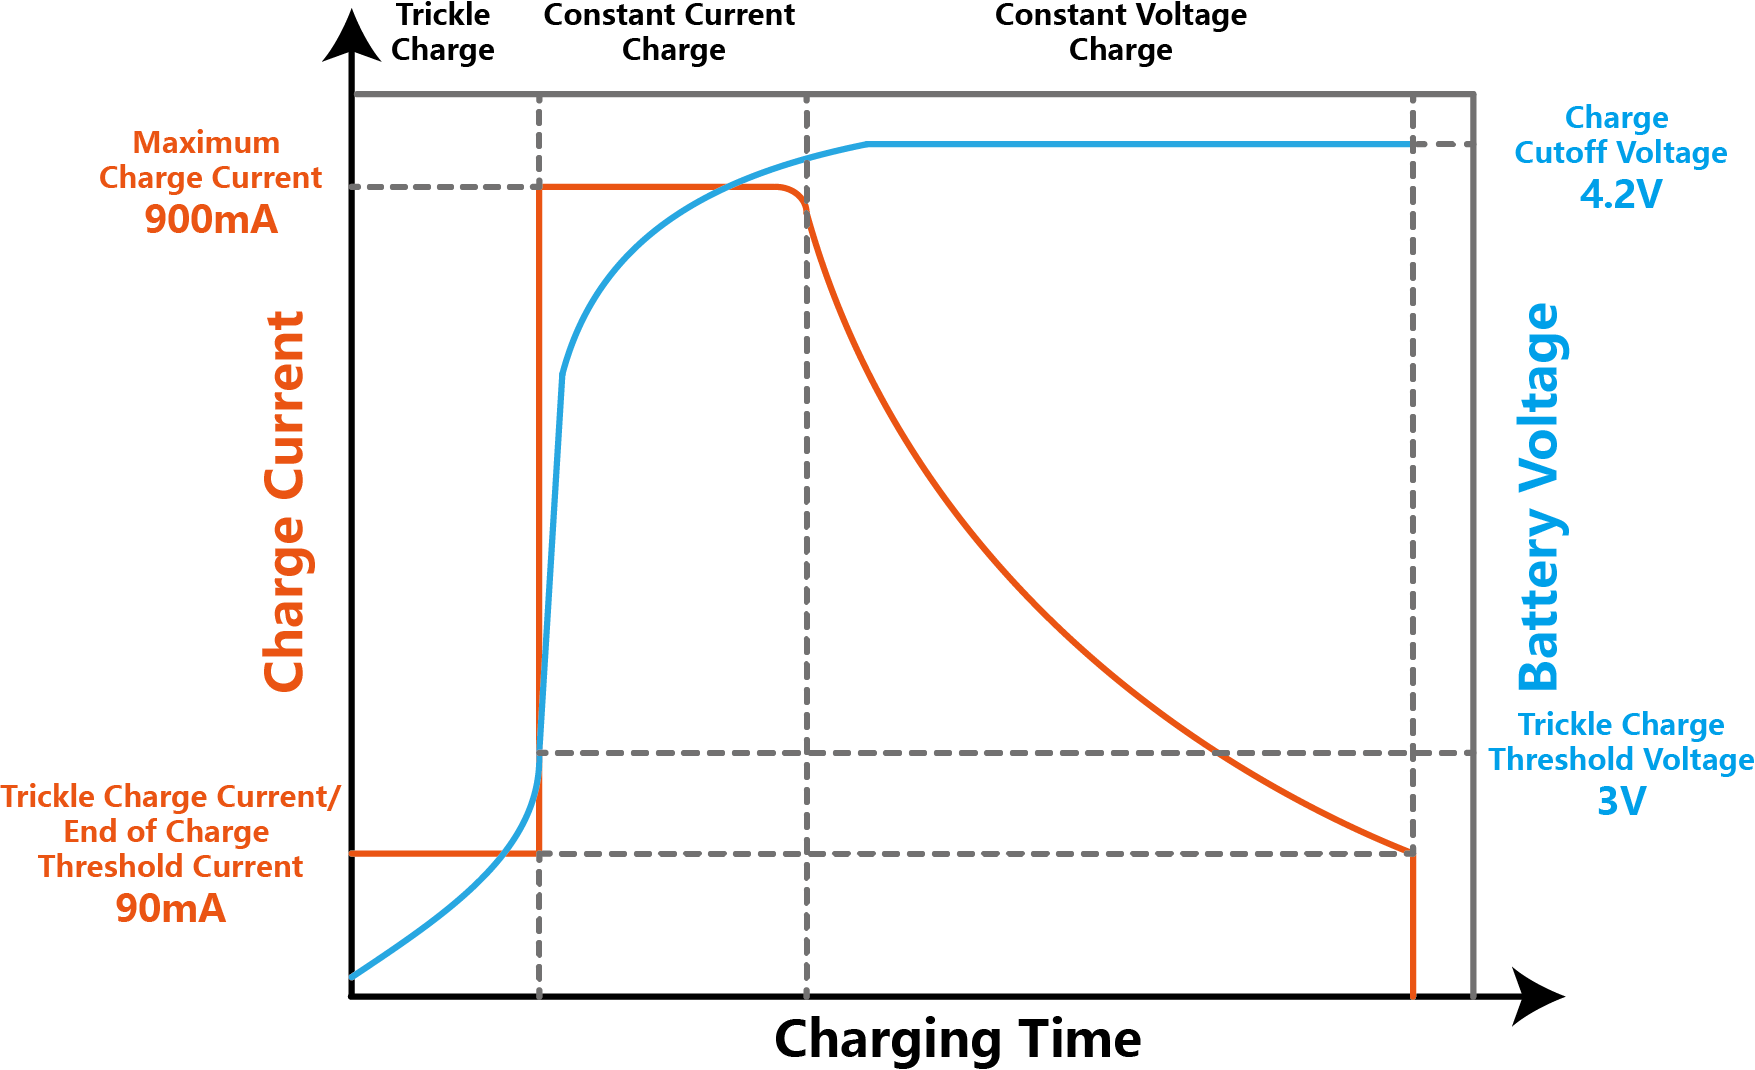 Trickle
Charge
Constant Current
Charge
Constant Voltage
Charge
Maximum
Charge Current
900mA
Charge
Cutoff Voltage
4.2V
Charge Current
Battery Voltage
Trickle Charge
Threshold Voltage
3V
Trickle Charge Current/
End of Charge
Threshold Current
90mA
Charging Time